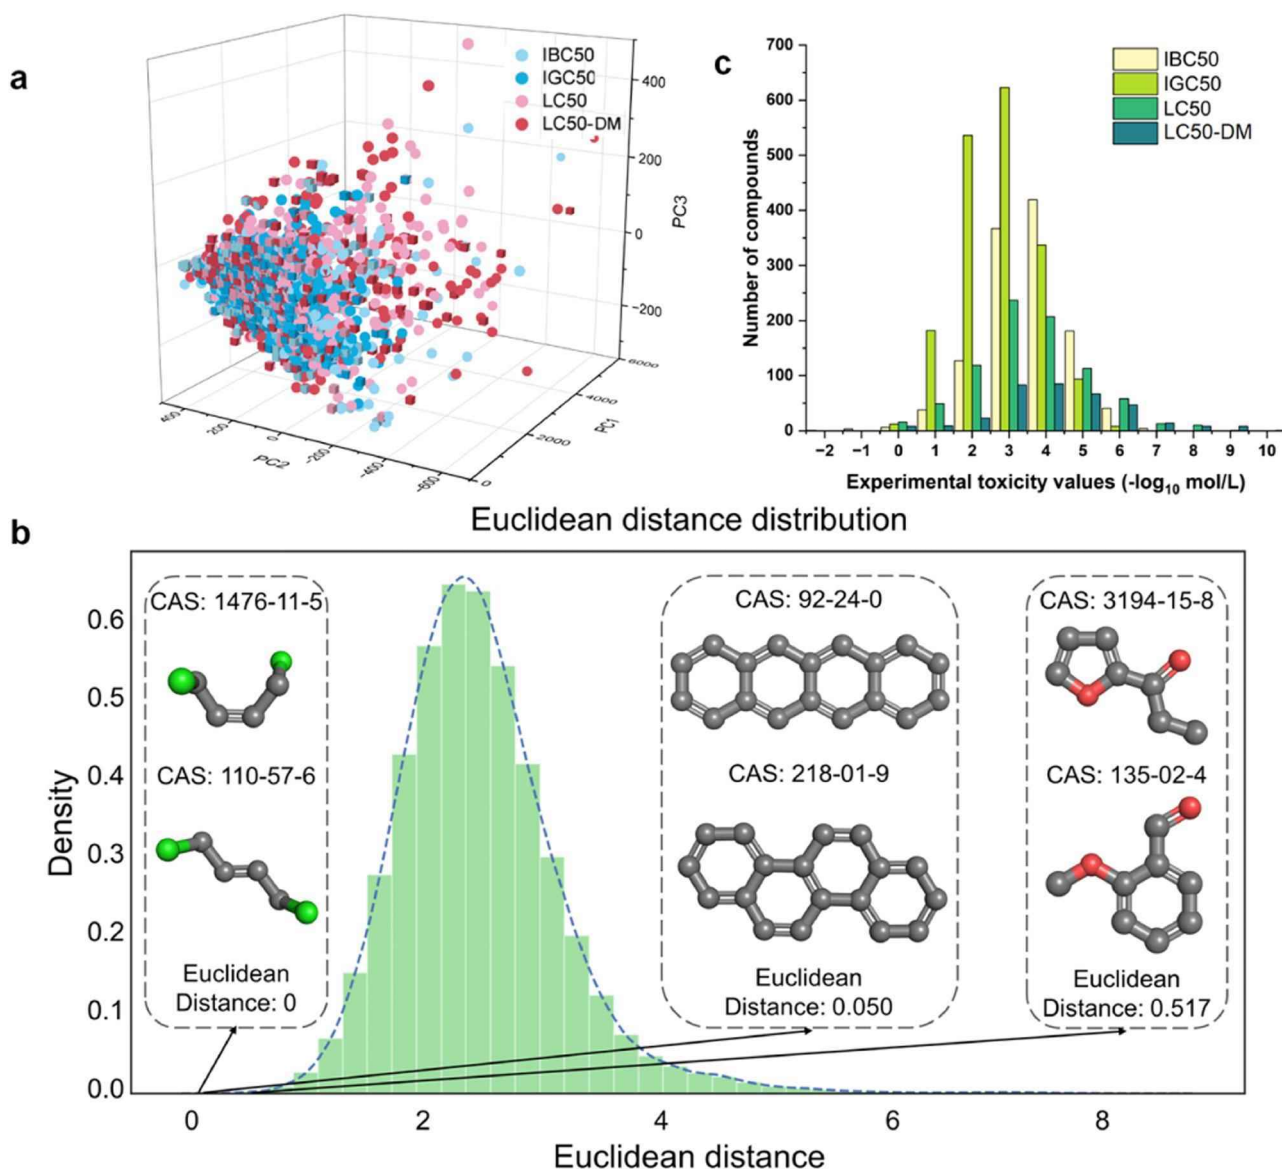 a
IBC50
IGC50
LC50
LC50-DM
400
200
0
−200
PC3
6000
4000
2000
0
PC1
400
200
0
−200
−400
−600
PC2
c
IBC50
IGC50
LC50
LC50-DM
700
600
500
400
300
200
100
0
Number of compounds
−2 −1 0 1 2 3 4 5 6 7 8 9 10
Experimental toxicity values (-log₁₀ mol/L)
b
Euclidean distance distribution
CAS: 1476-11-5
CAS: 110-57-6
Euclidean
Distance: 0
CAS: 92-24-0
CAS: 218-01-9
Euclidean
Distance: 0.050
CAS: 3194-15-8
CAS: 135-02-4
Euclidean
Distance: 0.517
0.6
0.5
0.4
0.3
0.2
0.1
0.0
Density
0 2 4 6 8
Euclidean distance